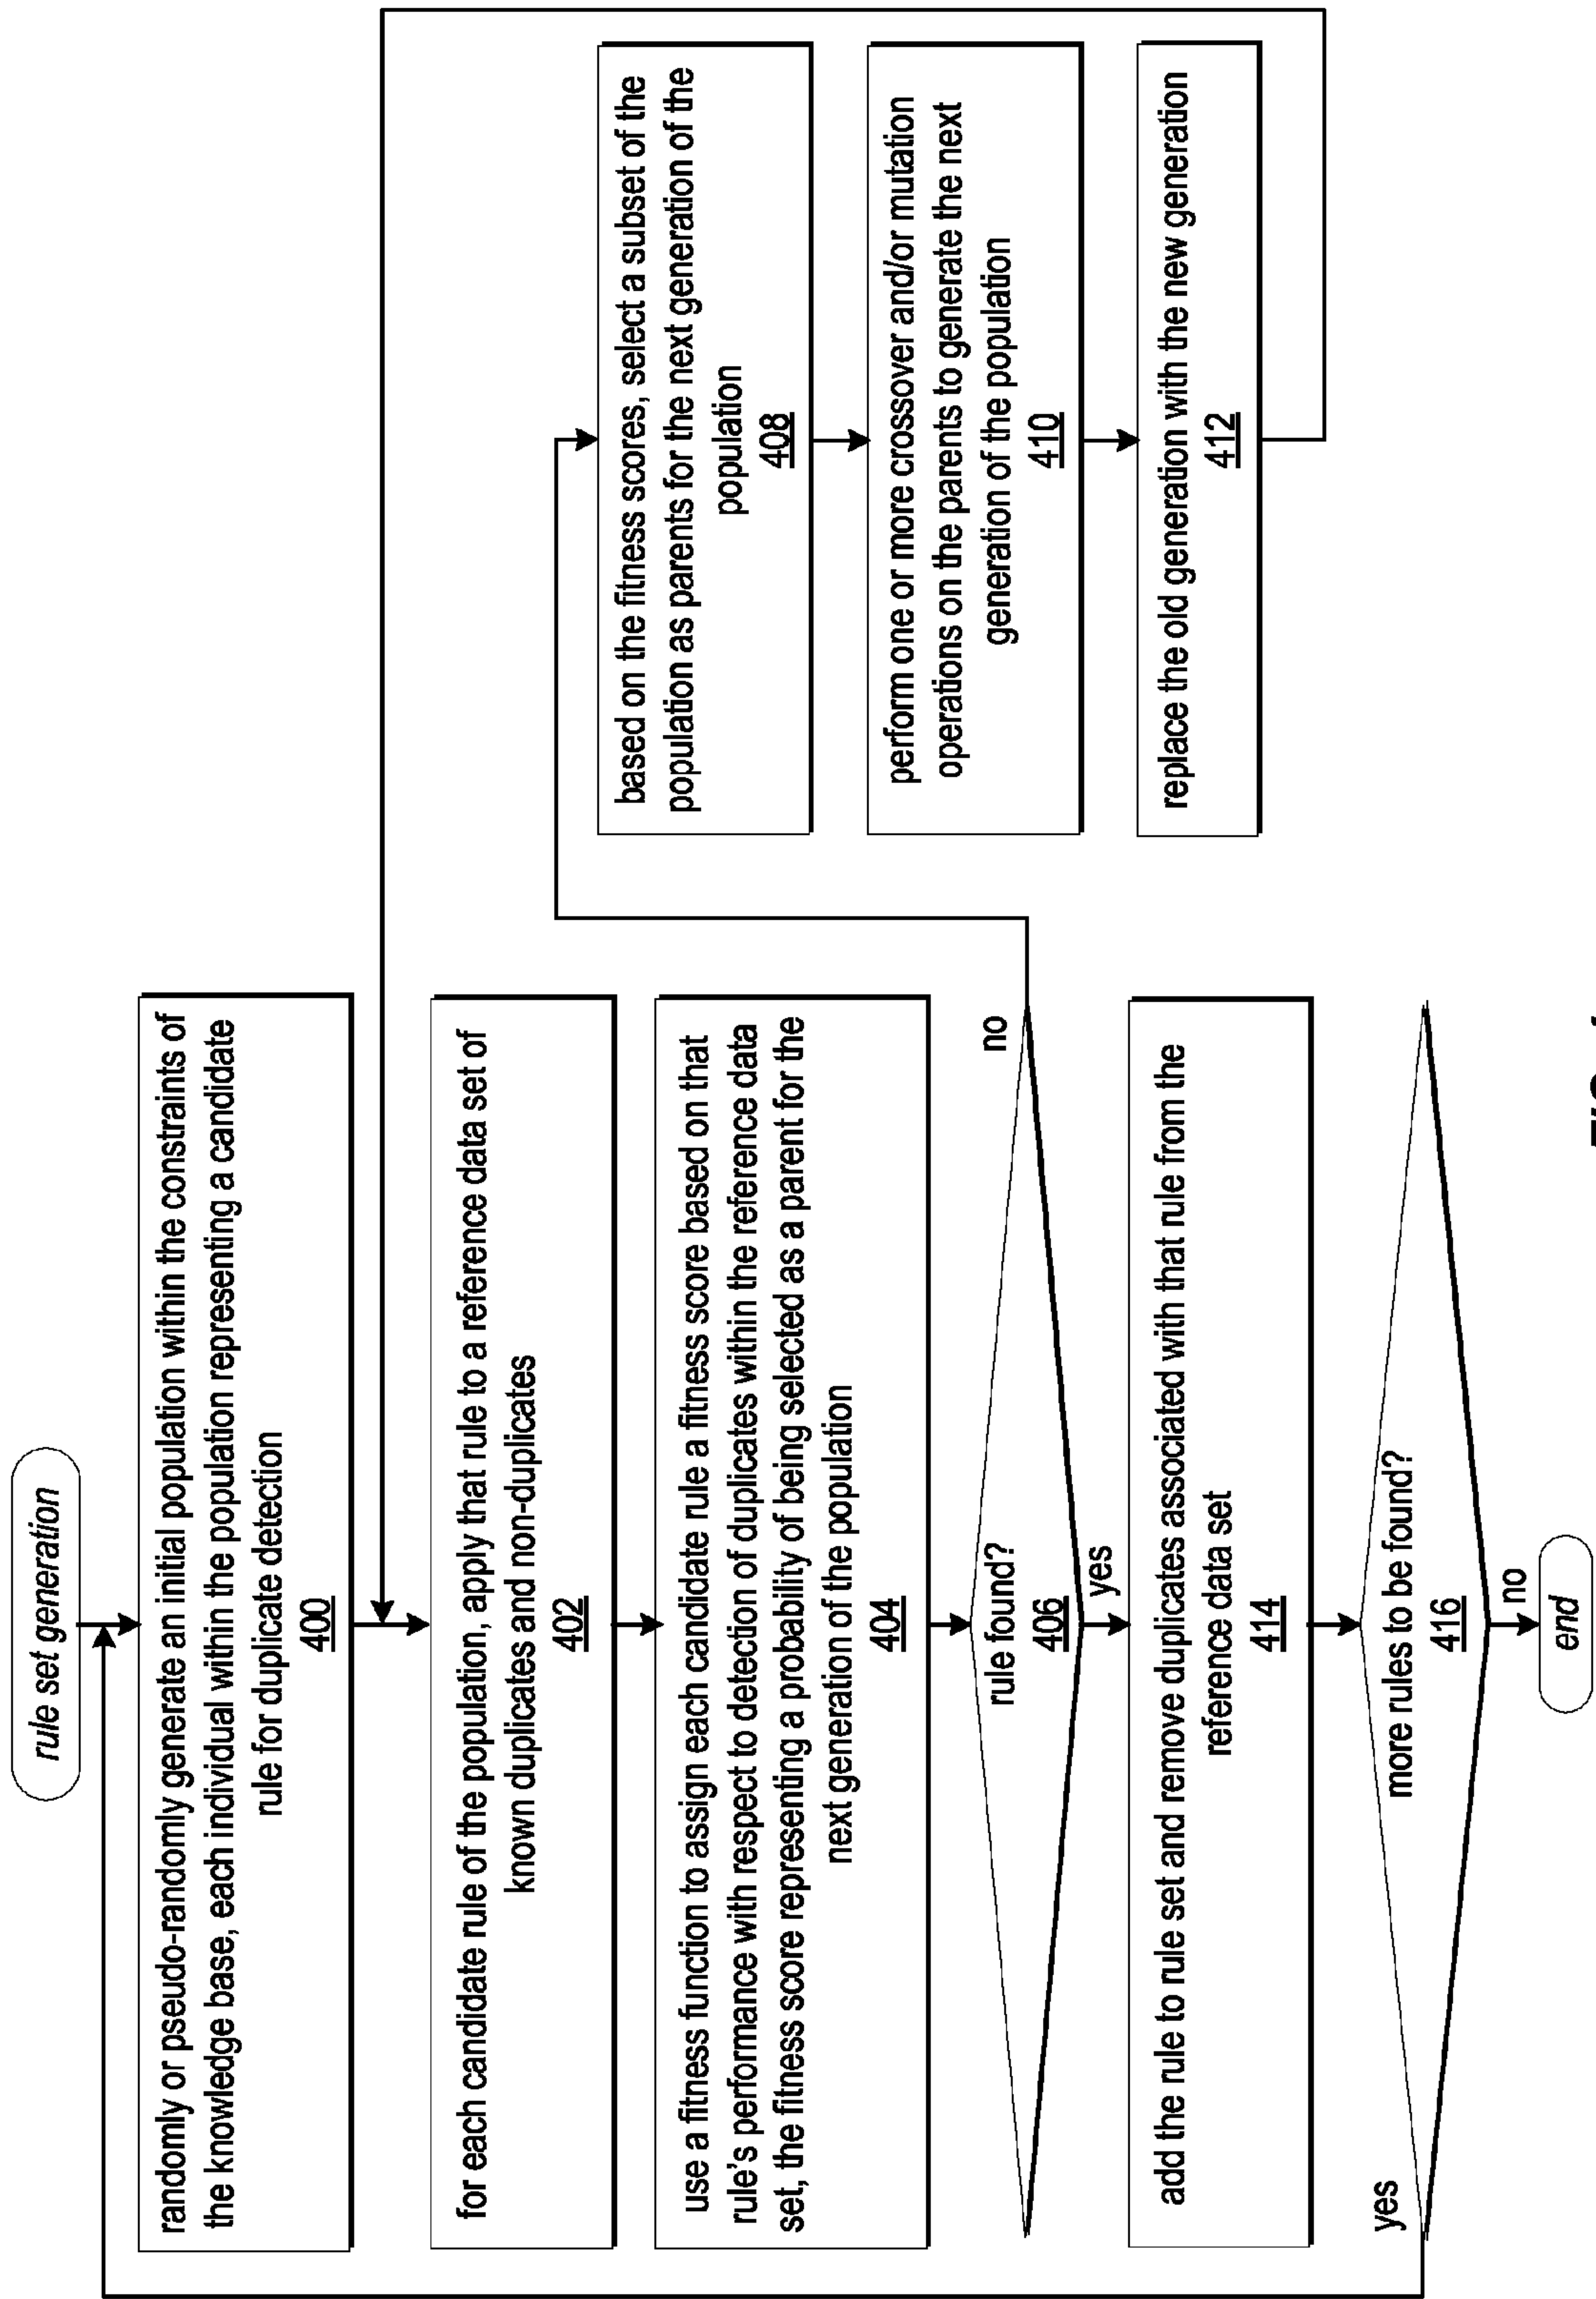 rule set generation
randomly or pseudo-randomly generate an initial population within the constraints of
the knowledge base, each individual within the population representing a candidate
rule for duplicate detection
400
for each candidate rule of the population, apply that rule to a reference data set of
known duplicates and non-duplicates
402
use a fitness function to assign each candidate rule a fitness score based on that
rule's performance with respect to detection of duplicates within the reference data
set, the fitness score representing a probability of being selected as a parent for the
next generation of the population
404
rule found?
406
no
yes
based on the fitness scores, select a subset of the
population as parents for the next generation of the
population
408
perform one or more crossover and/or mutation
operations on the parents to generate the next
generation of the population
410
replace the old generation with the new generation
412
add the rule to rule set and remove duplicates associated with that rule from the
reference data set
414
more rules to be found?
416
yes
no
end